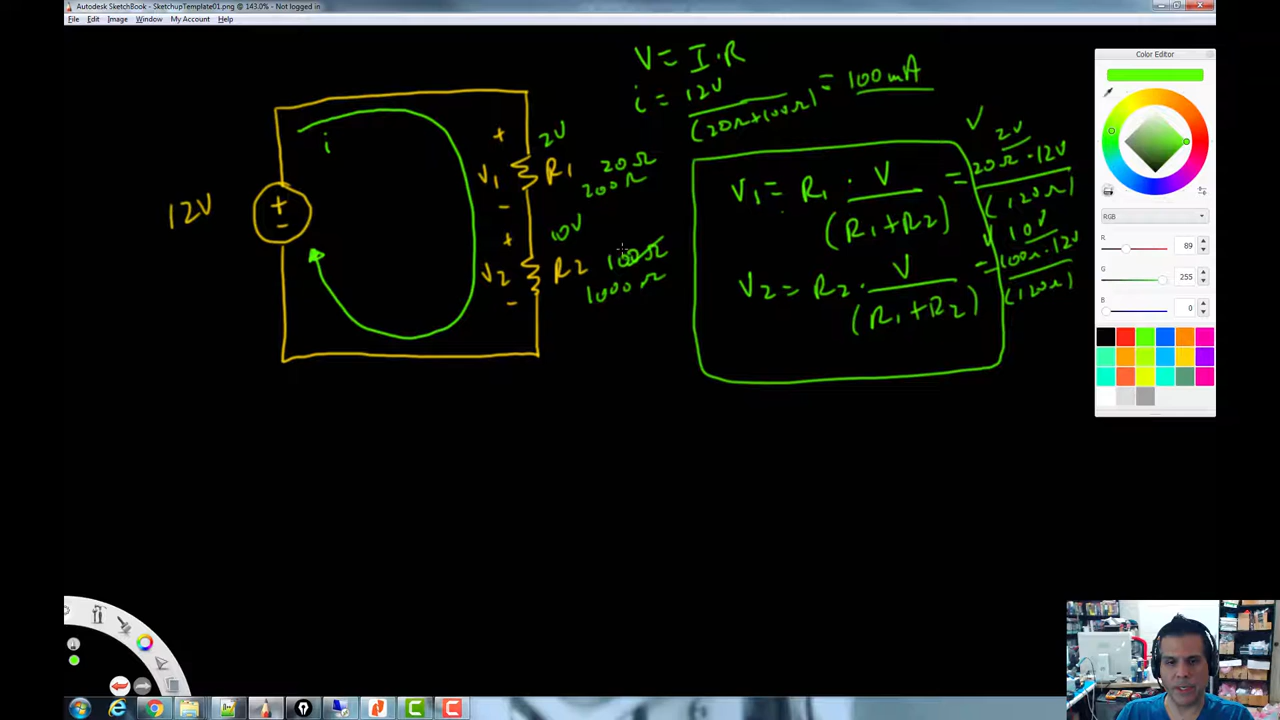 Autodesk SketchBook - SketchupTemplate01.png @ 143.0% - Not logged in
File Edit Image Window My Account Help
V = I · R
i = 12V / (20Ω+100Ω) = 100mA
i
12V
+
-
+
V1
-
2V
R1
20Ω
200Ω
+
V2
-
10V
R2
100Ω
1000Ω
V1 = R1 · V / (R1+R2) = 20Ω · 12V / (120Ω)
V
2V
V2 = R2 · V / (R1+R2) = 100Ω · 12V / (120Ω)
V
10V
Color Editor
RGB
R 89
G 255
B 0